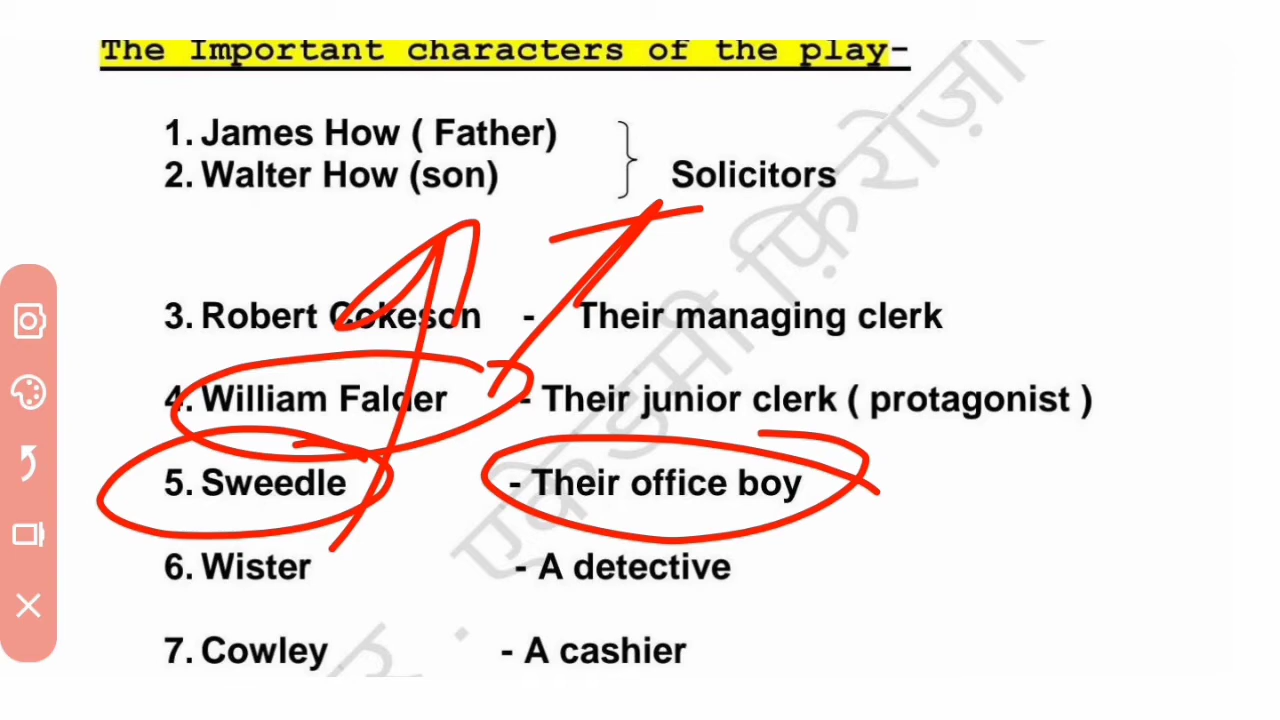 The Important characters of the play-
1. James How ( Father)
2. Walter How (son)
Solicitors
3. Robert Cokeson - Their managing clerk
4. William Falder - Their junior clerk ( protagonist )
5. Sweedle - Their office boy
6. Wister - A detective
7. Cowley - A cashier
एकेडमी फ़िरोज़ा